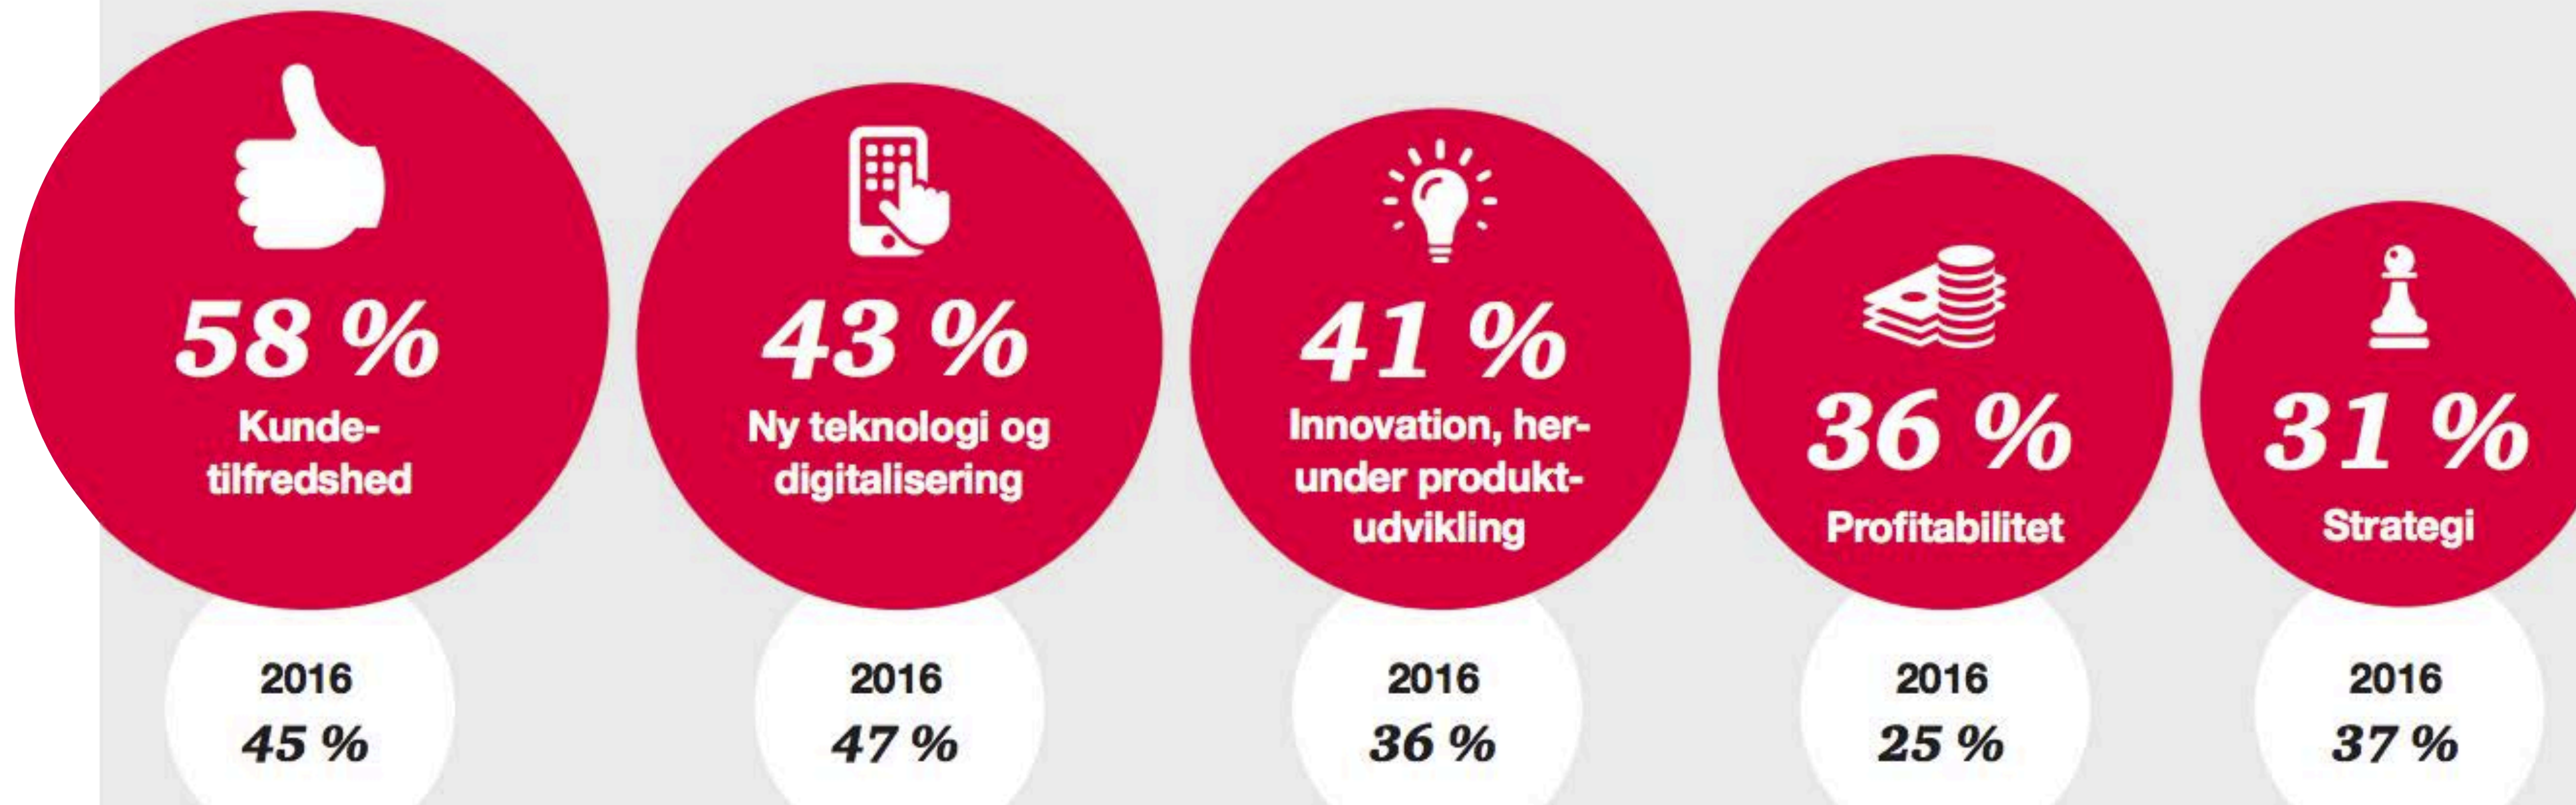 58 %
Kunde-
tilfredshed
2016
45 %
43 %
Ny teknologi og
digitalisering
2016
47 %
41 %
Innovation, her-
under produkt-
udvikling
2016
36 %
36 %
Profitabilitet
2016
25 %
31 %
Strategi
2016
37 %